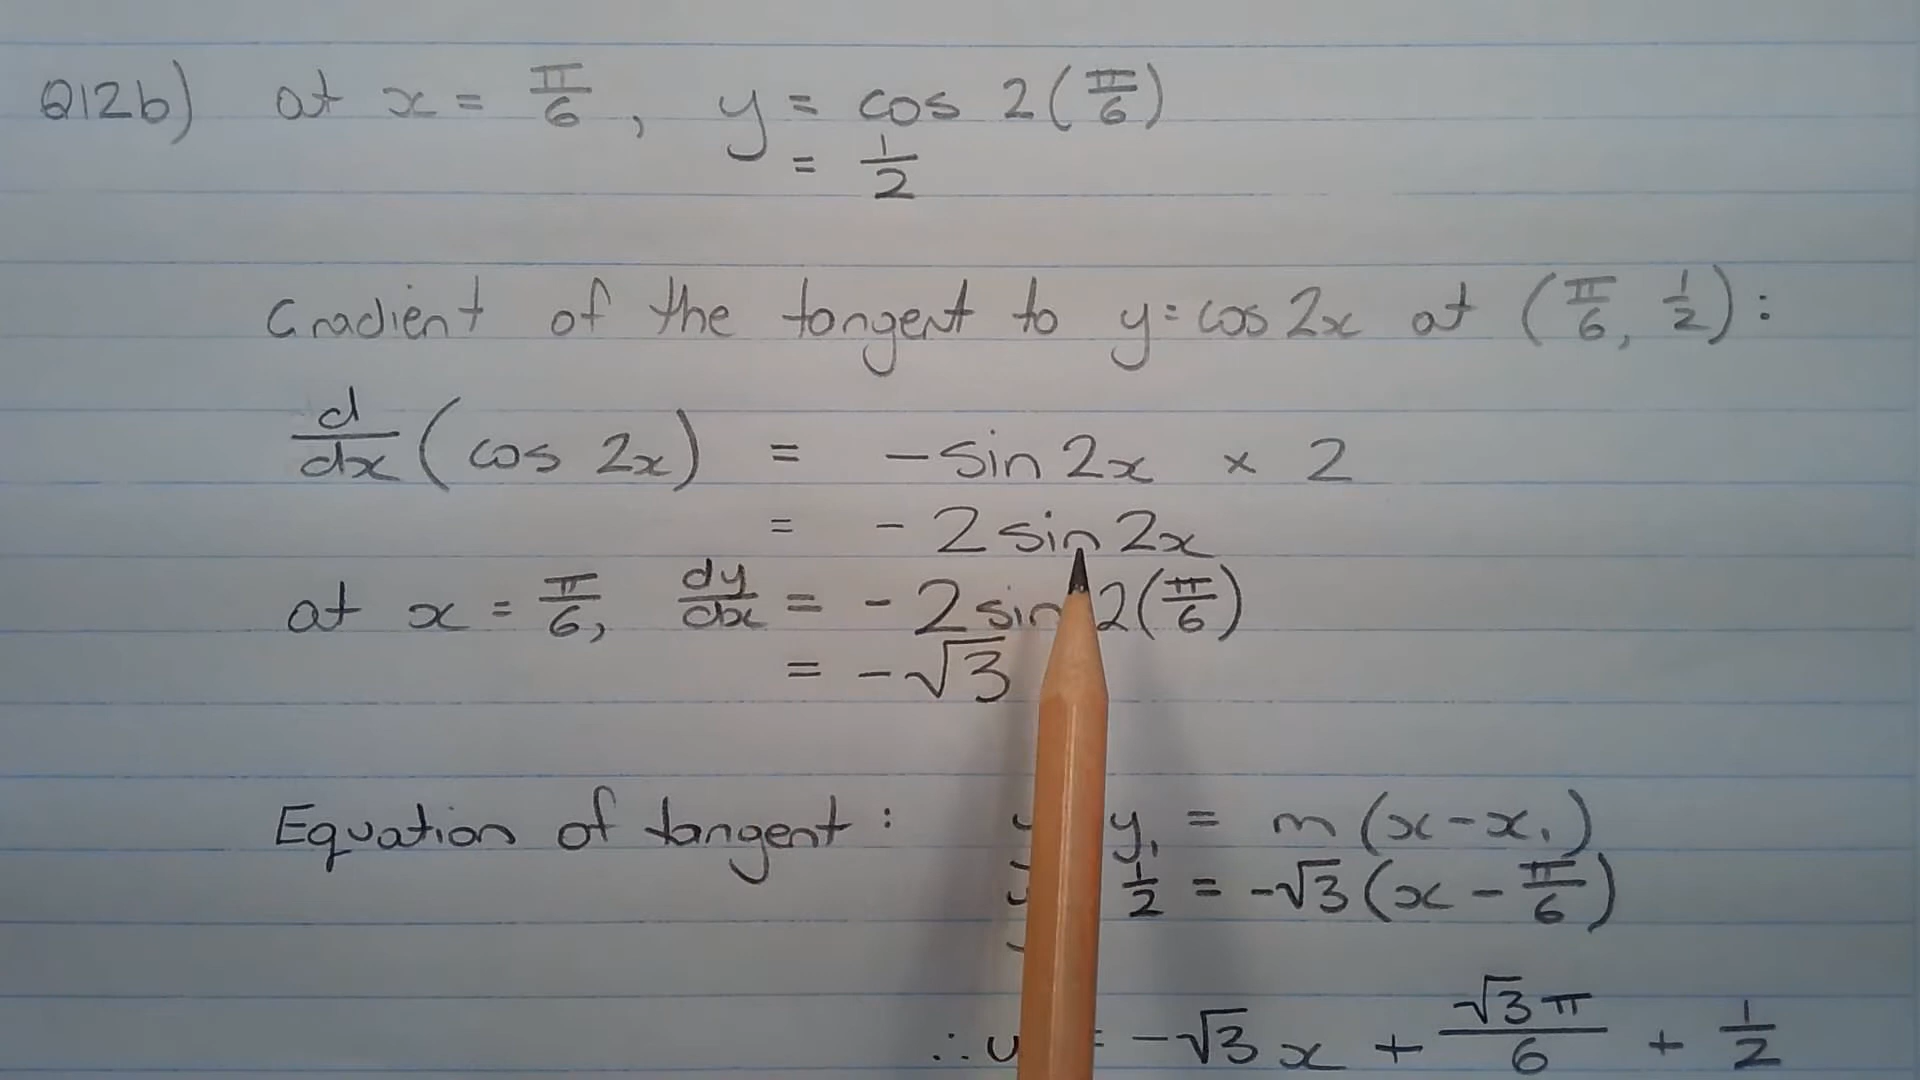 Q12b) at x = π/6, y = cos 2(π/6)
= 1/2
Gradient of the tangent to y=cos 2x at (π/6, 1/2):
d/dx (cos 2x) = -sin 2x × 2
= -2 sin 2x
at x = π/6, dy/dx = -2 sin 2(π/6)
= -√3
Equation of tangent: y₁ = m(x-x₁)
1/2 = -√3(x - π/6)
∴ y = -√3 x + √3π/6 + 1/2